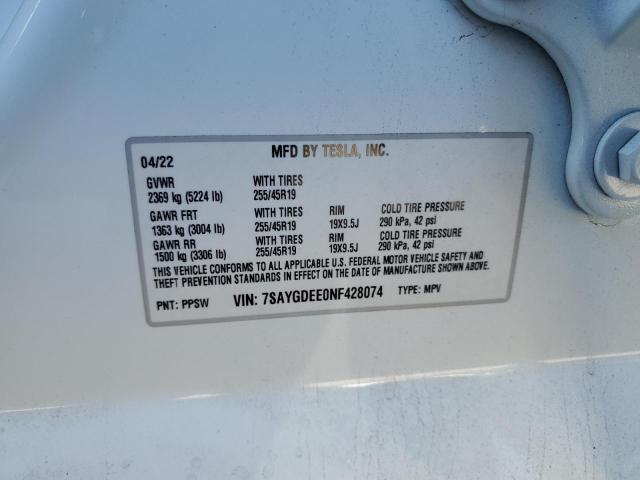 04/22 MFD BY TESLA, INC.
GVWR WITH TIRES
2369 kg (5224 lb) 255/45R19
GAWR FRT WITH TIRES RIM COLD TIRE PRESSURE
1363 kg (3004 lb) 255/45R19 19X9.5J 290 kPa, 42 psi
GAWR RR WITH TIRES RIM COLD TIRE PRESSURE
1500 kg (3306 lb) 255/45R19 19X9.5J 290 kPa, 42 psi
THIS VEHICLE CONFORMS TO ALL APPLICABLE U.S. FEDERAL MOTOR VEHICLE SAFETY AND
THEFT PREVENTION STANDARDS IN EFFECT ON THE DATE OF MANUFACTURE SHOWN ABOVE.
PNT: PPSW VIN: 7SAYGDEE0NF428074 TYPE: MPV